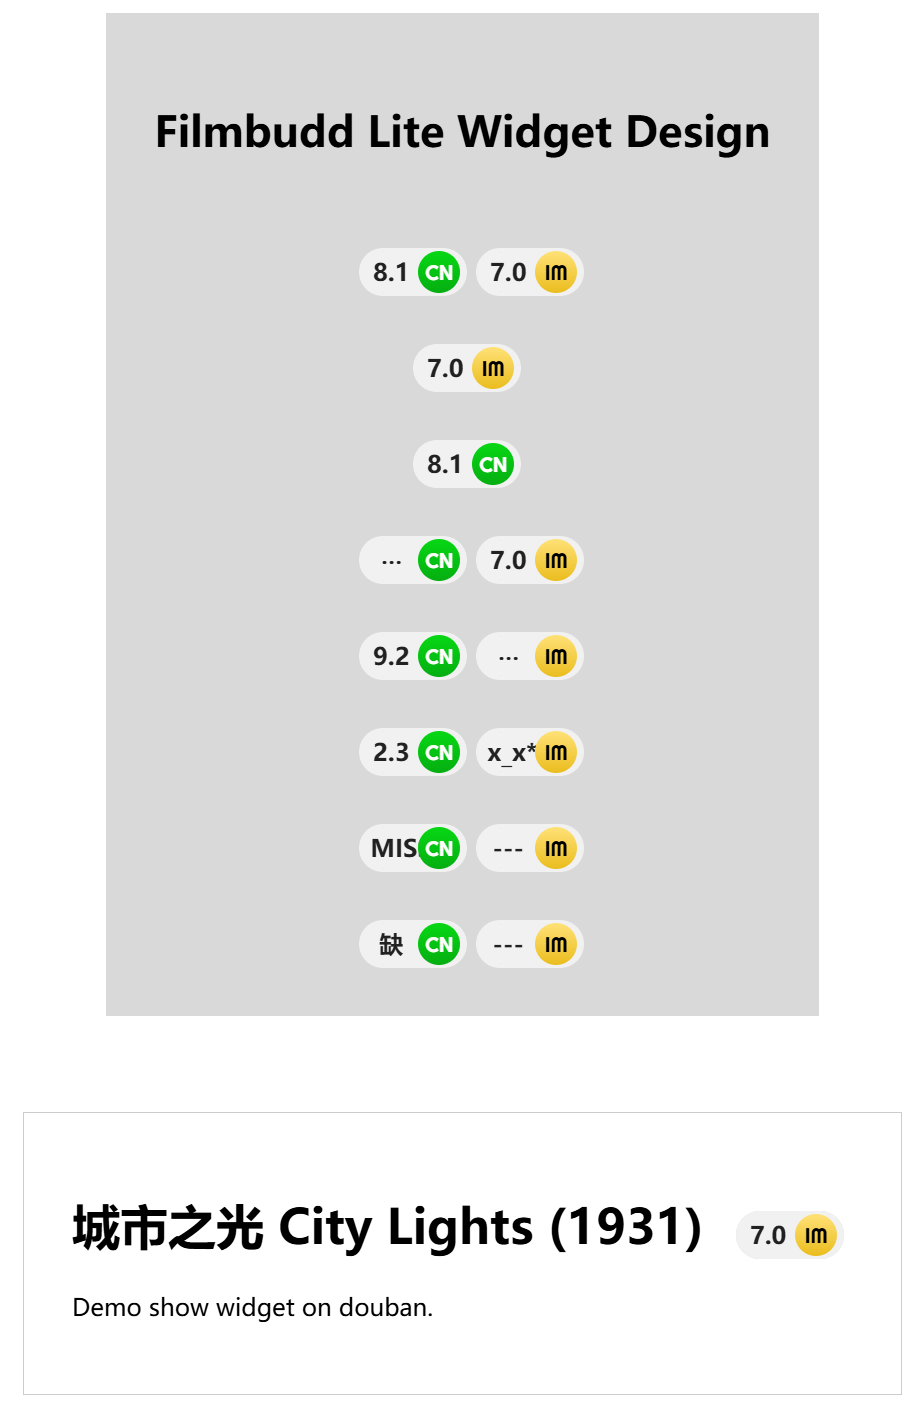 Filmbudd Lite Widget Design
8.1 CN 7.0 IM
7.0 IM
8.1 CN
... CN 7.0 IM
9.2 CN ... IM
2.3 CN x_x* IM
MIS CN --- IM
缺 CN --- IM
城市之光 City Lights (1931) 7.0 IM
Demo show widget on douban.